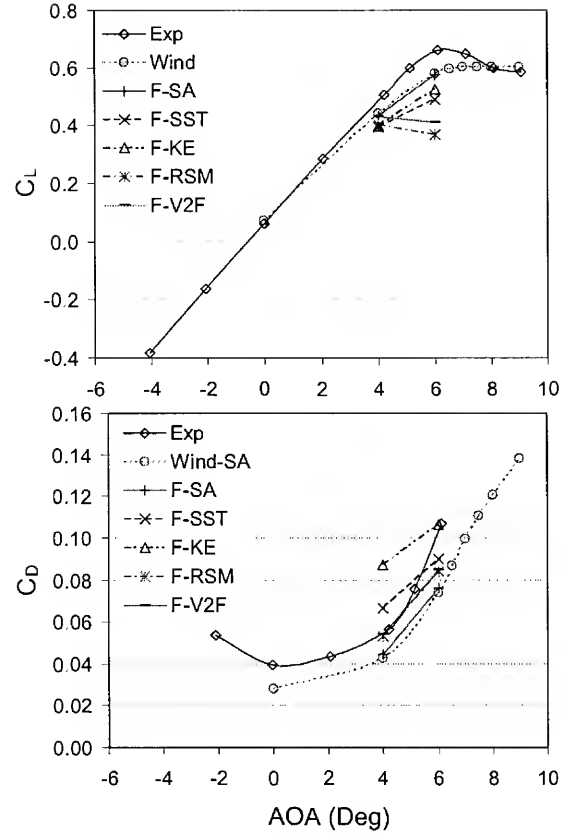 0.8
0.6
0.4
0.2
0.0
-0.2
-0.4
C_L
Exp
Wind
F-SA
F-SST
F-KE
F-RSM
F-V2F
-6 -4 -2 0 2 4 6 8 10
0.16
0.14
0.12
0.10
0.08
0.06
0.04
0.02
0.00
C_D
Exp
Wind-SA
F-SA
F-SST
F-KE
F-RSM
F-V2F
-6 -4 -2 0 2 4 6 8 10
AOA (Deg)